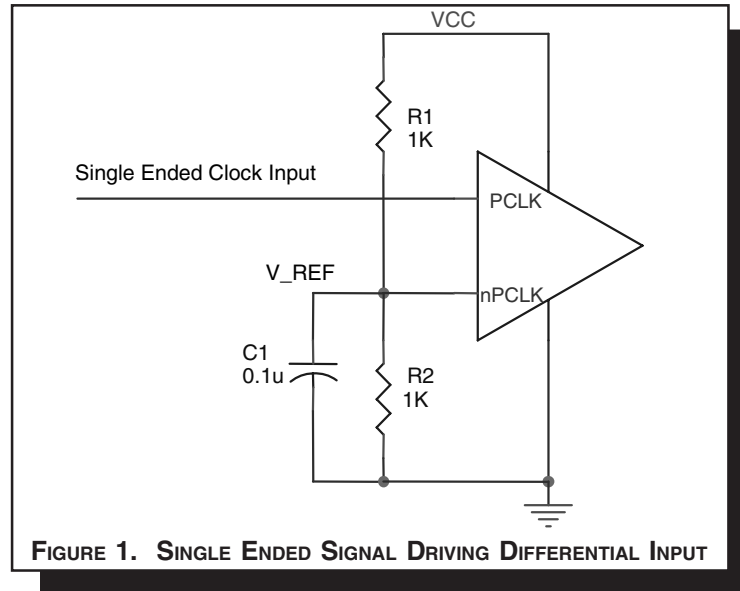 VCC
R1
1K
Single Ended Clock Input
PCLK
V_REF
nPCLK
C1
0.1u
R2
1K
FIGURE 1. SINGLE ENDED SIGNAL DRIVING DIFFERENTIAL INPUT